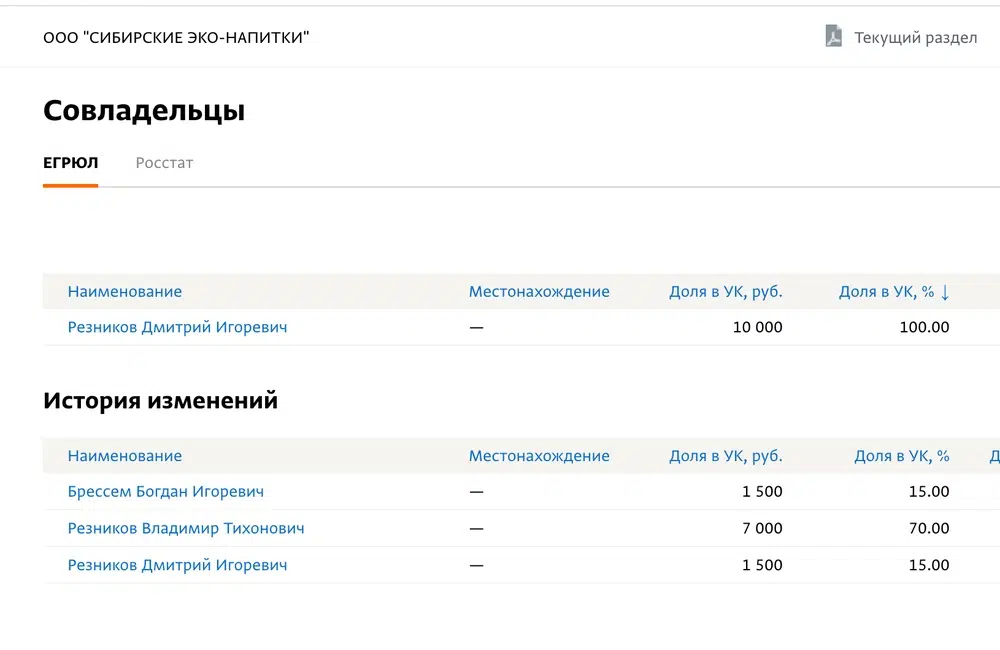 ООО "СИБИРСКИЕ ЭКО-НАПИТКИ" Текущий раздел
Совладельцы
ЕГРЮЛ Росстат
Наименование Местонахождение Доля в УК, руб. Доля в УК, % ↓
Резников Дмитрий Игоревич — 10 000 100.00
История изменений
Наименование Местонахождение Доля в УК, руб. Доля в УК, % Д
Брессем Богдан Игоревич — 1 500 15.00
Резников Владимир Тихонович — 7 000 70.00
Резников Дмитрий Игоревич — 1 500 15.00